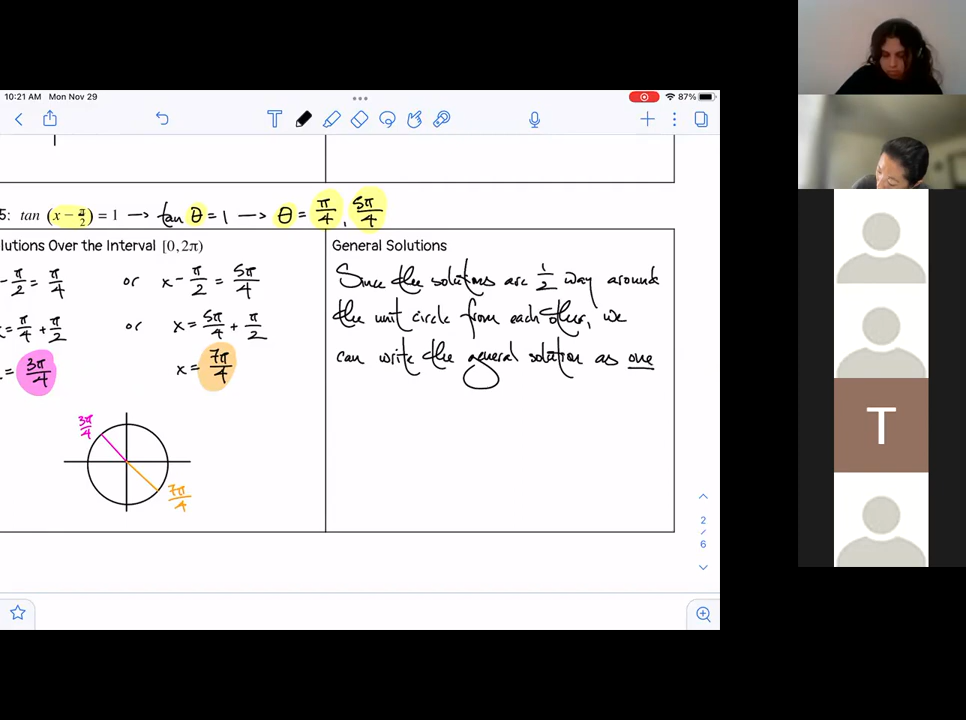 10:21 AM Mon Nov 29
87%
5: tan (x − π/2) = 1 → tan θ = 1 → θ = π/4, 5π/4
lutions Over the Interval [0, 2π)
General Solutions
- π/2 = π/4 or x - π/2 = 5π/4
= π/4 + π/2 or x = 5π/4 + π/2
= 3π/4 x = 7π/4
3π/4
7π/4
Since the solutions are 1/2 way around
the unit circle from each other, we
can write the general solution as one
2
/
6
T